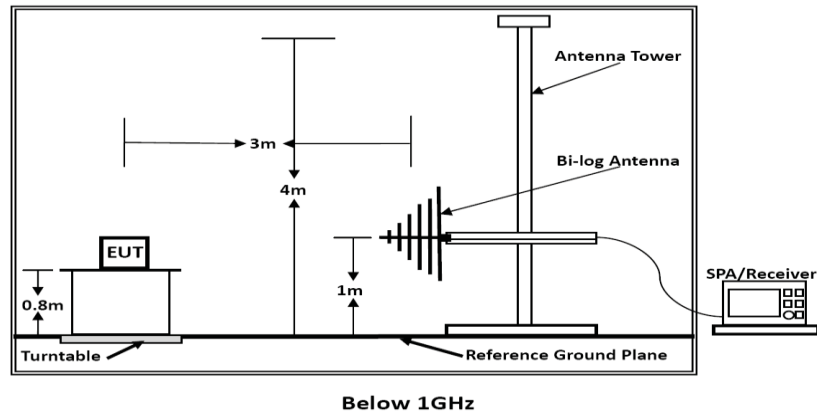 Antenna Tower
3m
Bi-log Antenna
4m
EUT
SPA/Receiver
1m
0.8m
Turntable
Reference Ground Plane
Below 1GHz